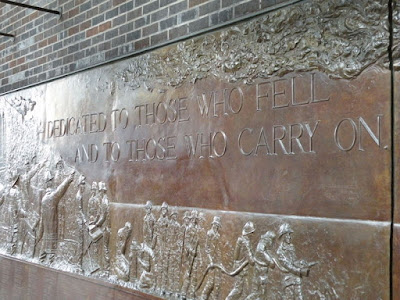 DEDICATED TO THOSE WHO FELL
AND TO THOSE WHO CARRY ON.